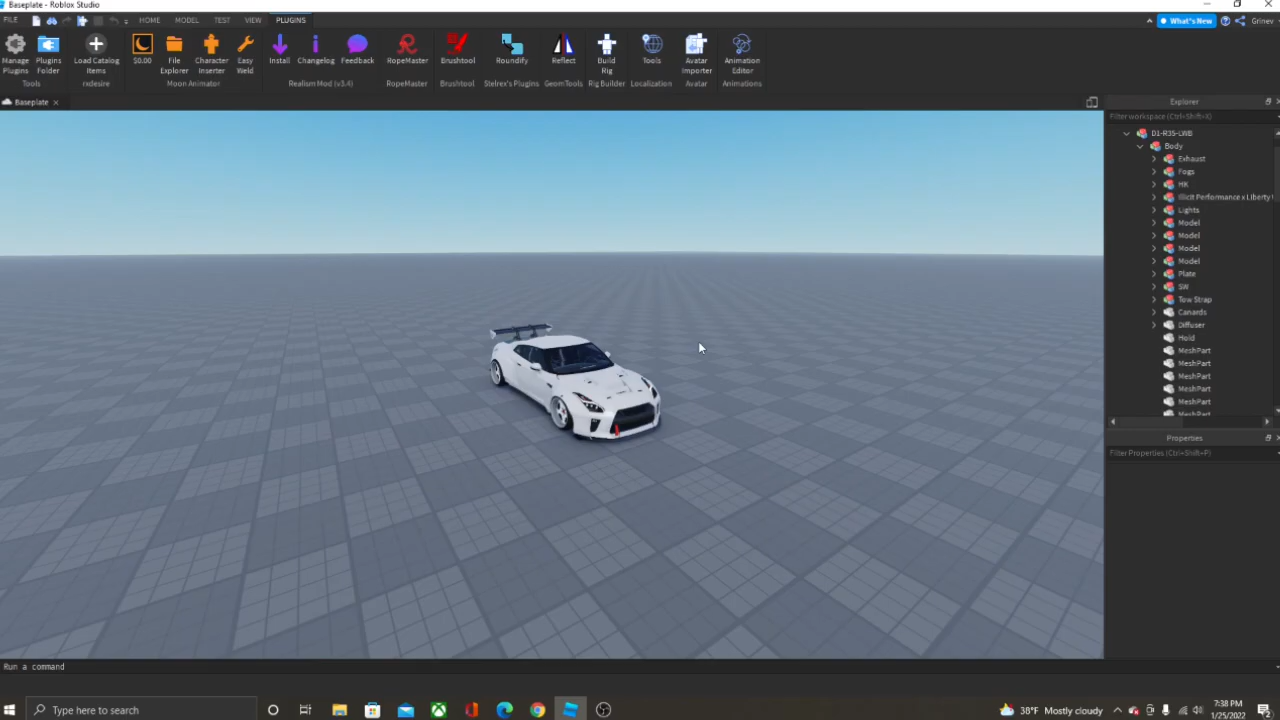 Baseplate - Roblox Studio
FILE HOME MODEL TEST VIEW PLUGINS What's New Grinev
Manage Plugins
Plugins Folder
Tools
Load Catalog Items
rxdesire
$0.00
File Explorer
Character Inserter
Easy Weld
Moon Animator
Install
Changelog
Feedback
Realism Mod (v3.4)
RopeMaster
RopeMaster
Brushtool
Brushtool
Roundify
Stelrex's Plugins
Reflect
GeomTools
Build Rig
Rig Builder
Tools
Localization
Avatar Importer
Avatar
Animation Editor
Animations
Baseplate
Explorer
Filter workspace (Ctrl+Shift+X)
D1-R35-LWB
Body
Exhaust
Fogs
HK
Illicit Performance x Liberty
Lights
Model
Model
Model
Model
Plate
SW
Tow Strap
Canards
Diffuser
Hold
MeshPart
MeshPart
MeshPart
MeshPart
MeshPart
MeshPart
Properties
Filter Properties (Ctrl+Shift+P)
Run a command
Type here to search
38°F Mostly cloudy
7:38 PM
1/25/2022